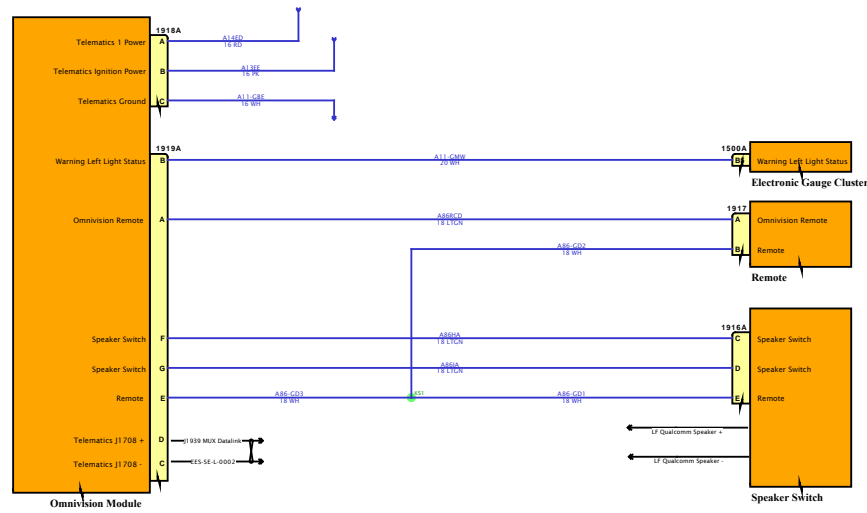 1918A
Telematics 1 Power
A
A14ED
16 RD
Telematics Ignition Power
B
A13EE
16 PK
Telematics Ground
C
A11-GBE
16 WH
1919A
1500A
Warning Left Light Status
B
A11-GMW
20 WH
B
Warning Left Light Status
Electronic Gauge Cluster
1917
Omnivision Remote
A
A86RCD
18 LTGN
A
Omnivision Remote
A86-GD2
18 WH
B
Remote
Remote
1916A
Speaker Switch
F
A86HA
18 LTGN
C
Speaker Switch
Speaker Switch
G
A86JA
18 LTGN
D
Speaker Switch
Remote
E
A86-GD3
18 WH
A86-GD1
18 WH
E
Remote
Telematics J1708 +
D
J1939 MUX Datalink
LF Qualcomm Speaker +
Telematics J1708 -
C
EES-SE-L-0002
LF Qualcomm Speaker -
Omnivision Module
Speaker Switch